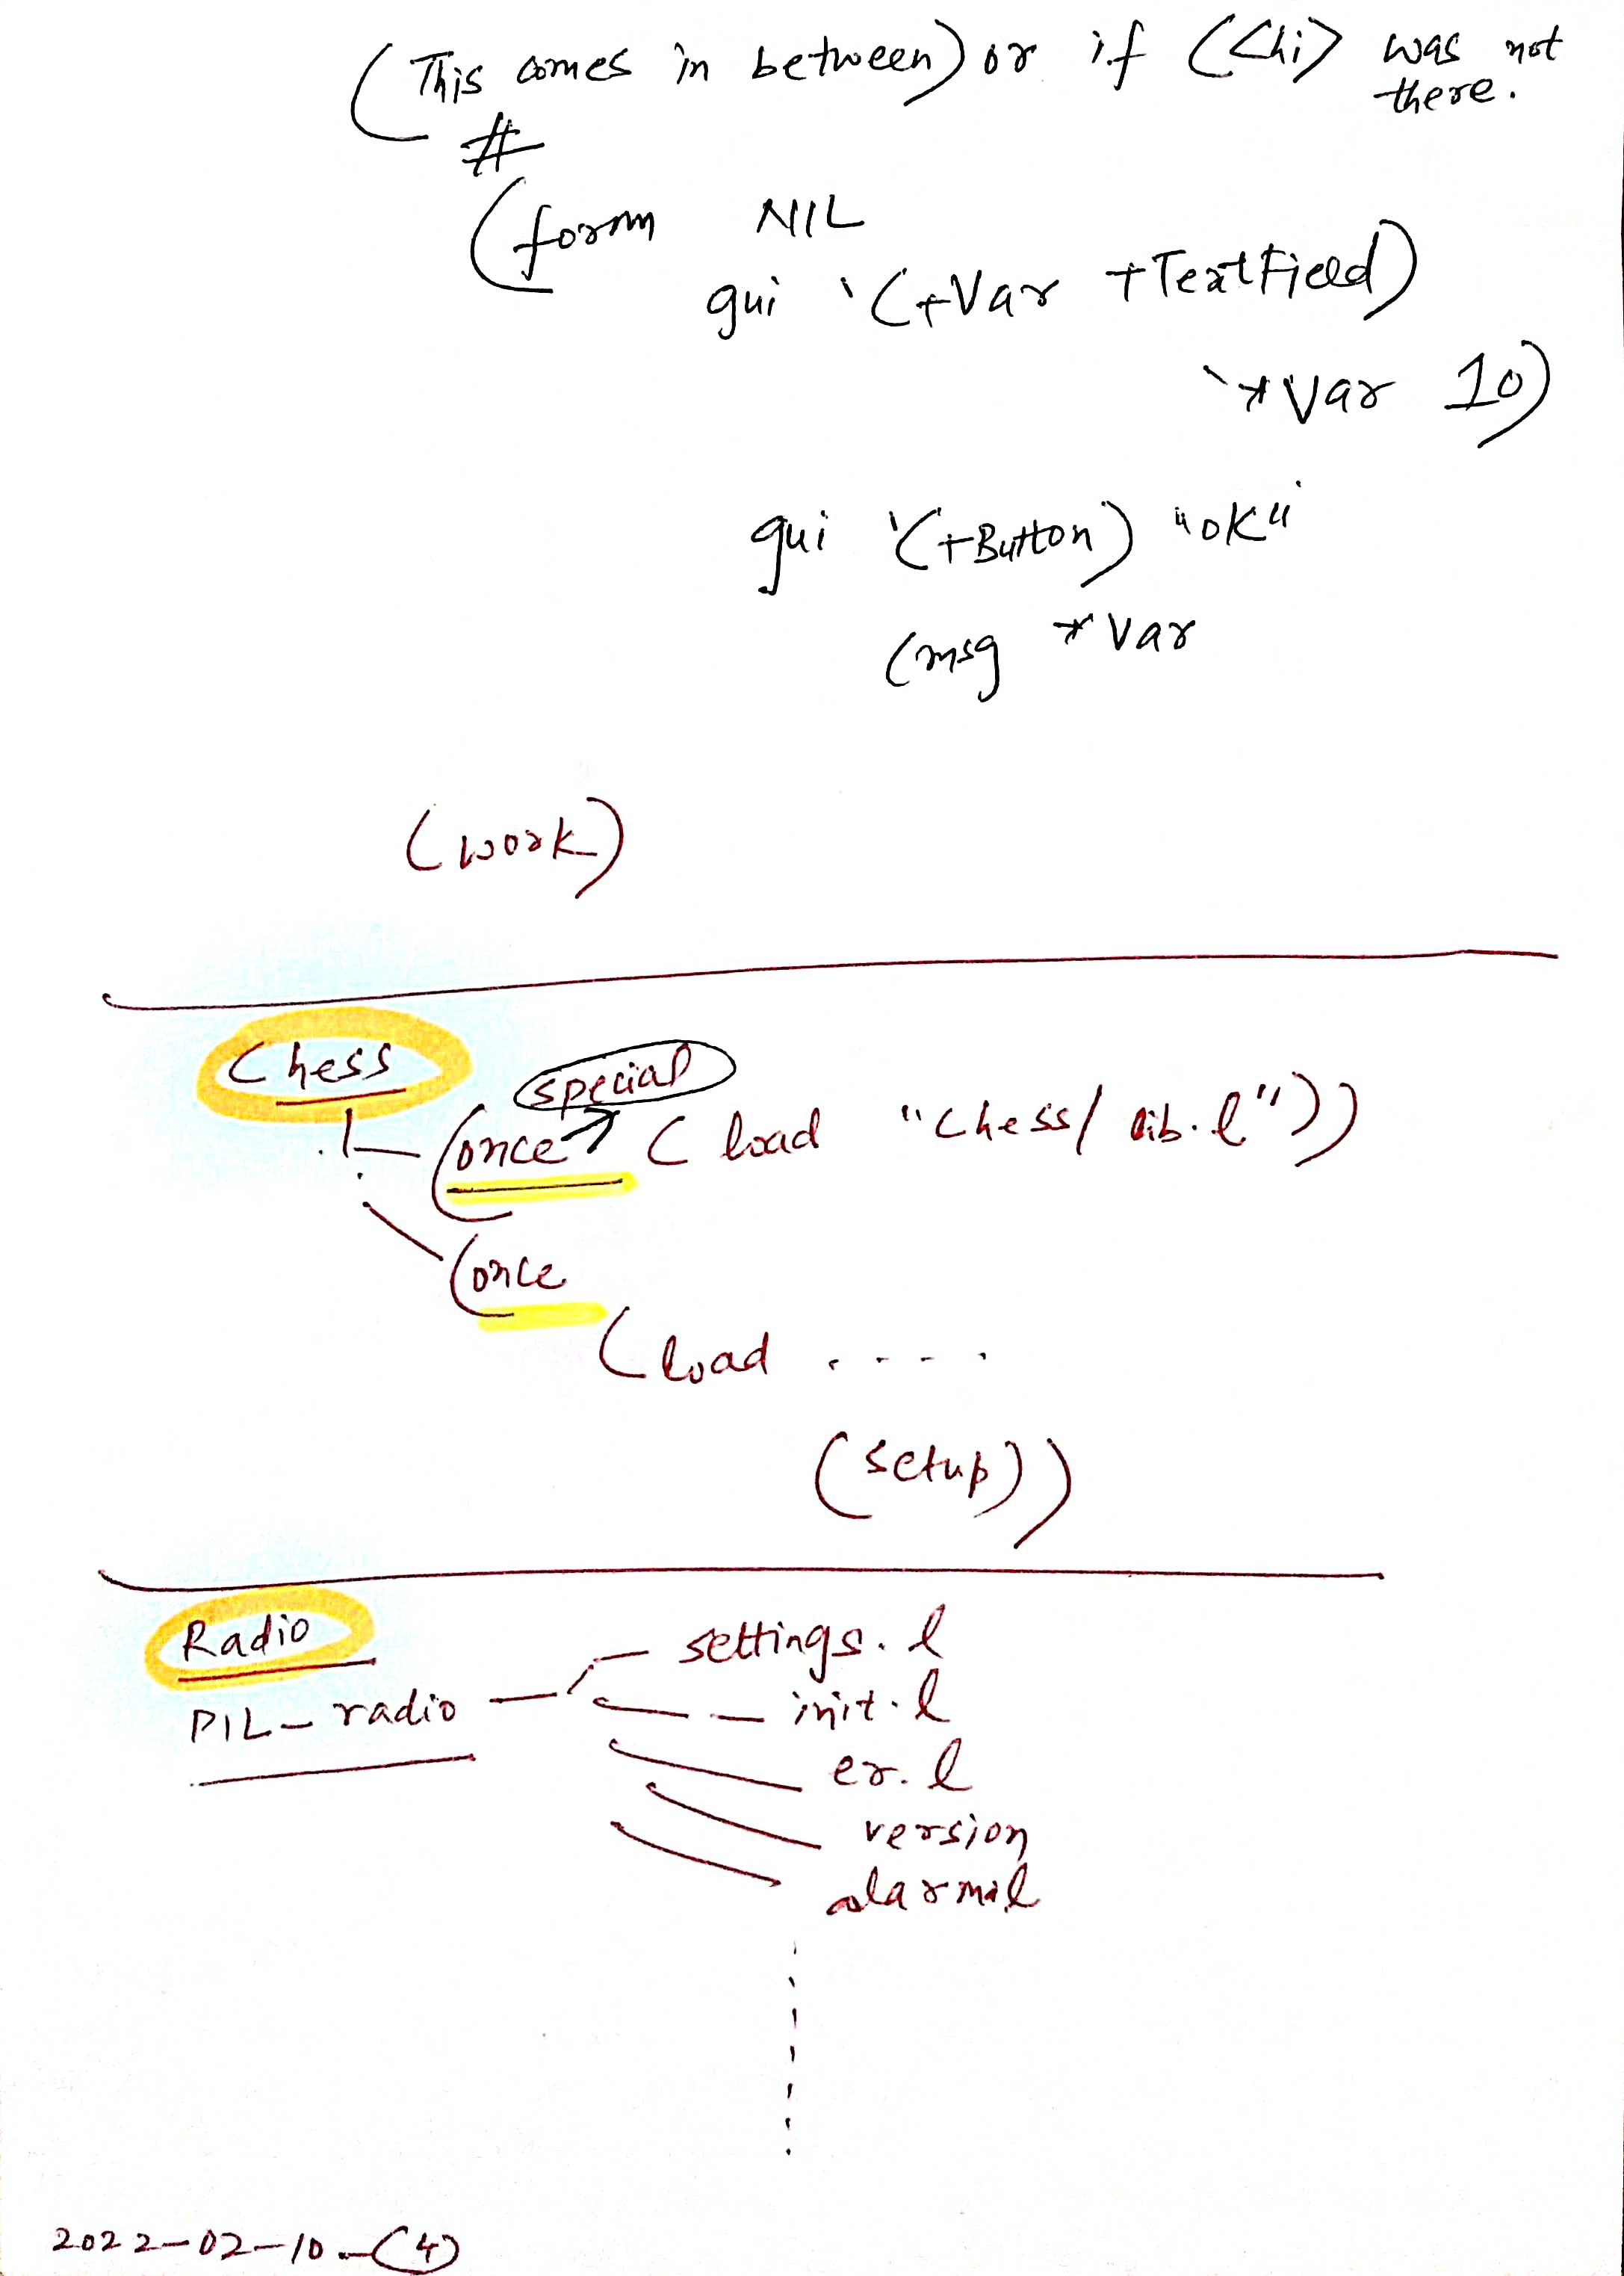 (This comes in between) or if (<hi> was not
there.
#
(form NIL
gui '(+Var +TextField)
'*Var 10)
gui '(+Button) "OK"
(msg *Var
(work)
Chess
special
(once (load "chess/lib.l"))
(once
(load .....
(setup))
Radio
PIL- radio
settings.l
init.l
er.l
version
alarm.l
2022-02-10-(4)